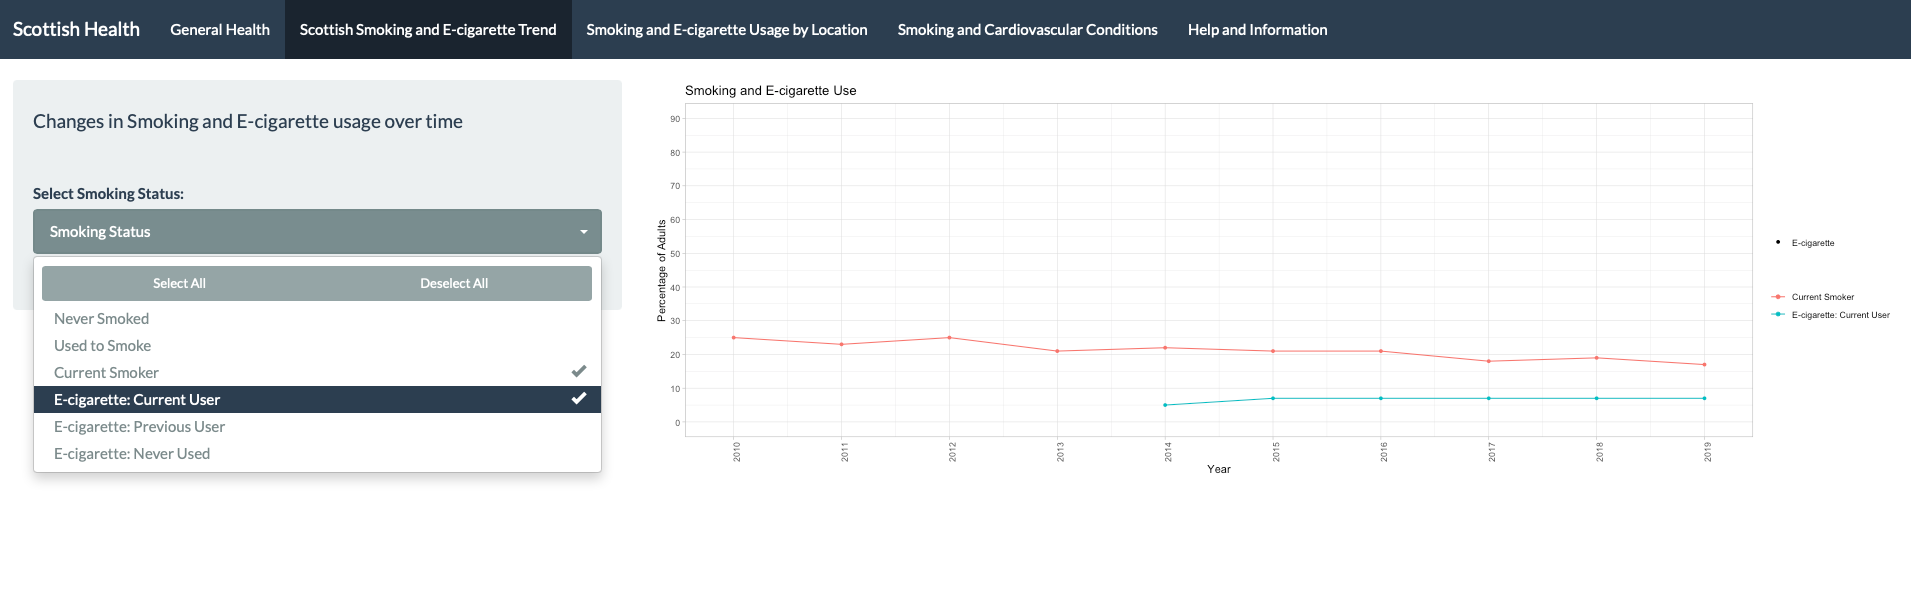 Scottish Health General Health Scottish Smoking and E-cigarette Trend Smoking and E-cigarette Usage by Location Smoking and Cardiovascular Conditions Help and Information
Changes in Smoking and E-cigarette usage over time
Select Smoking Status:
Smoking Status
Select All Deselect All
Never Smoked
Used to Smoke
Current Smoker
E-cigarette: Current User
E-cigarette: Previous User
E-cigarette: Never Used
Smoking and E-cigarette Use
Percentage of Adults
90
80
70
60
50
40
30
20
10
0
2010 2011 2012 2013 2014 2015 2016 2017 2018 2019
Year
E-cigarette
Current Smoker
E-cigarette: Current User